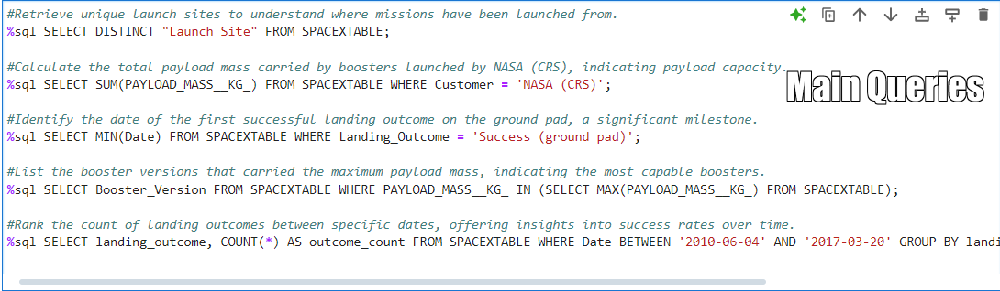 #Retrieve unique launch sites to understand where missions have been launched from.
%sql SELECT DISTINCT "Launch_Site" FROM SPACEXTABLE;
#Calculate the total payload mass carried by boosters launched by NASA (CRS), indicating payload capacity.
%sql SELECT SUM(PAYLOAD_MASS__KG_) FROM SPACEXTABLE WHERE Customer = 'NASA (CRS)';
Main Queries
#Identify the date of the first successful landing outcome on the ground pad, a significant milestone.
%sql SELECT MIN(Date) FROM SPACEXTABLE WHERE Landing_Outcome = 'Success (ground pad)';
#List the booster versions that carried the maximum payload mass, indicating the most capable boosters.
%sql SELECT Booster_Version FROM SPACEXTABLE WHERE PAYLOAD_MASS__KG_ IN (SELECT MAX(PAYLOAD_MASS__KG_) FROM SPACEXTABLE);
#Rank the count of landing outcomes between specific dates, offering insights into success rates over time.
%sql SELECT landing_outcome, COUNT(*) AS outcome_count FROM SPACEXTABLE WHERE Date BETWEEN '2010-06-04' AND '2017-03-20' GROUP BY landi